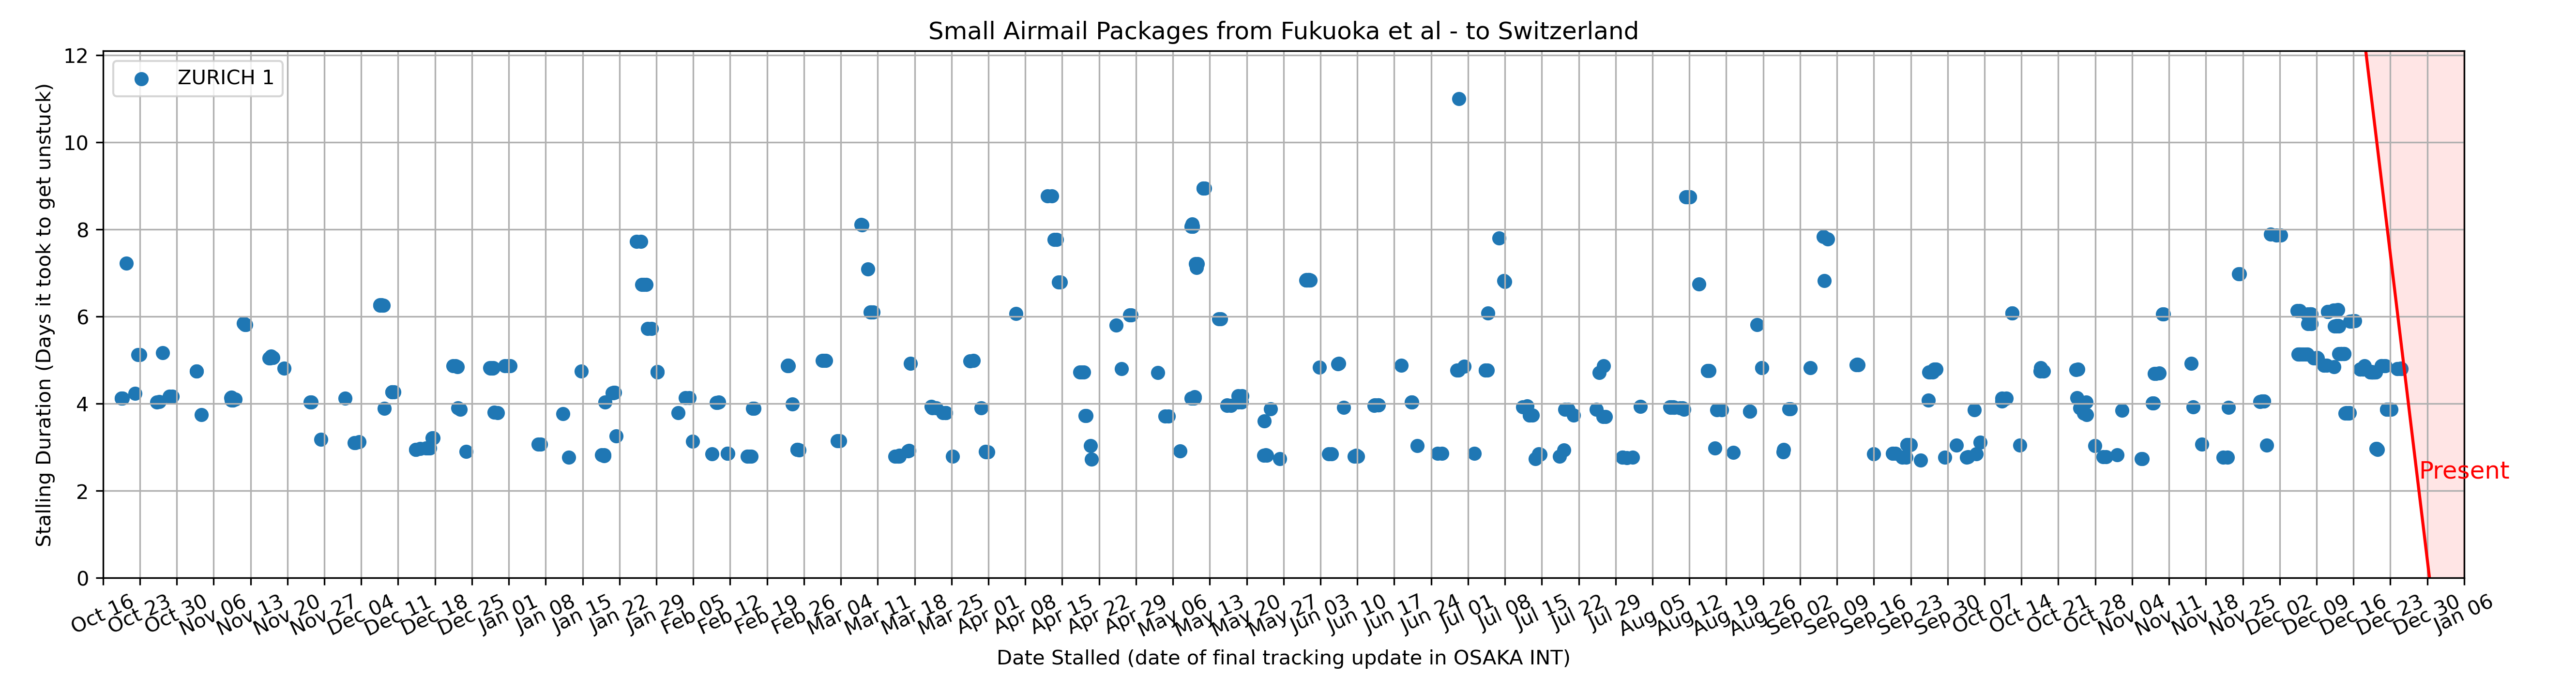 Small Airmail Packages from Fukuoka et al - to Switzerland
ZURICH 1
Stalling Duration (Days it took to get unstuck)
12
10
8
6
4
2
0
Present
Oct 16 Oct 23 Oct 30 Nov 06 Nov 13 Nov 20 Nov 27 Dec 04 Dec 11 Dec 18 Dec 25 Jan 01 Jan 08 Jan 15 Jan 22 Jan 29 Feb 05 Feb 12 Feb 19 Feb 26 Mar 04 Mar 11 Mar 18 Mar 25 Apr 01 Apr 08 Apr 15 Apr 22 Apr 29 May 06 May 13 May 20 May 27 Jun 03 Jun 10 Jun 17 Jun 24 Jul 01 Jul 08 Jul 15 Jul 22 Jul 29 Aug 05 Aug 12 Aug 19 Aug 26 Sep 02 Sep 09 Sep 16 Sep 23 Sep 30 Oct 07 Oct 14 Oct 21 Oct 28 Nov 04 Nov 11 Nov 18 Nov 25 Dec 02 Dec 09 Dec 16 Dec 23 Dec 30 Jan 06
Date Stalled (date of final tracking update in OSAKA INT)